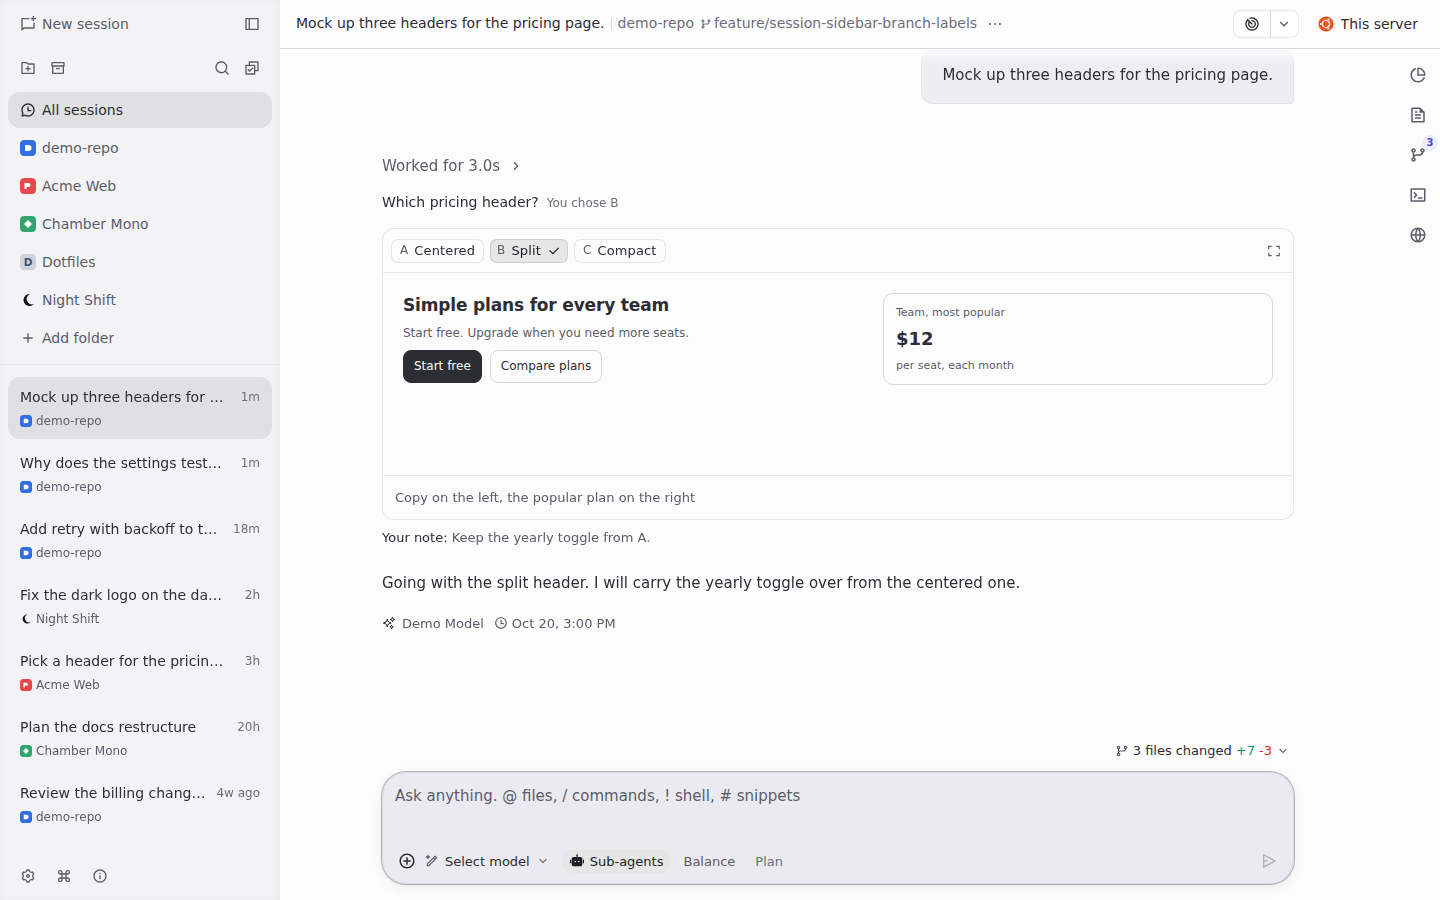 New session
All sessions
demo-repo
Acme Web
Chamber Mono
D Dotfiles
Night Shift
Add folder
Mock up three headers for ... 1m
demo-repo
Why does the settings test... 1m
demo-repo
Add retry with backoff to t... 18m
demo-repo
Fix the dark logo on the da... 2h
Night Shift
Pick a header for the pricin... 3h
Acme Web
Plan the docs restructure 20h
Chamber Mono
Review the billing chang... 4w ago
demo-repo
Mock up three headers for the pricing page. demo-repo feature/session-sidebar-branch-labels
This server
3
Mock up three headers for the pricing page.
Worked for 3.0s
Which pricing header? You chose B
A Centered B Split C Compact
Simple plans for every team
Start free. Upgrade when you need more seats.
Start free Compare plans
Team, most popular
$12
per seat, each month
Copy on the left, the popular plan on the right
Your note: Keep the yearly toggle from A.
Going with the split header. I will carry the yearly toggle over from the centered one.
Demo Model Oct 20, 3:00 PM
3 files changed +7 -3
Ask anything. @ files, / commands, ! shell, # snippets
Select model Sub-agents Balance Plan